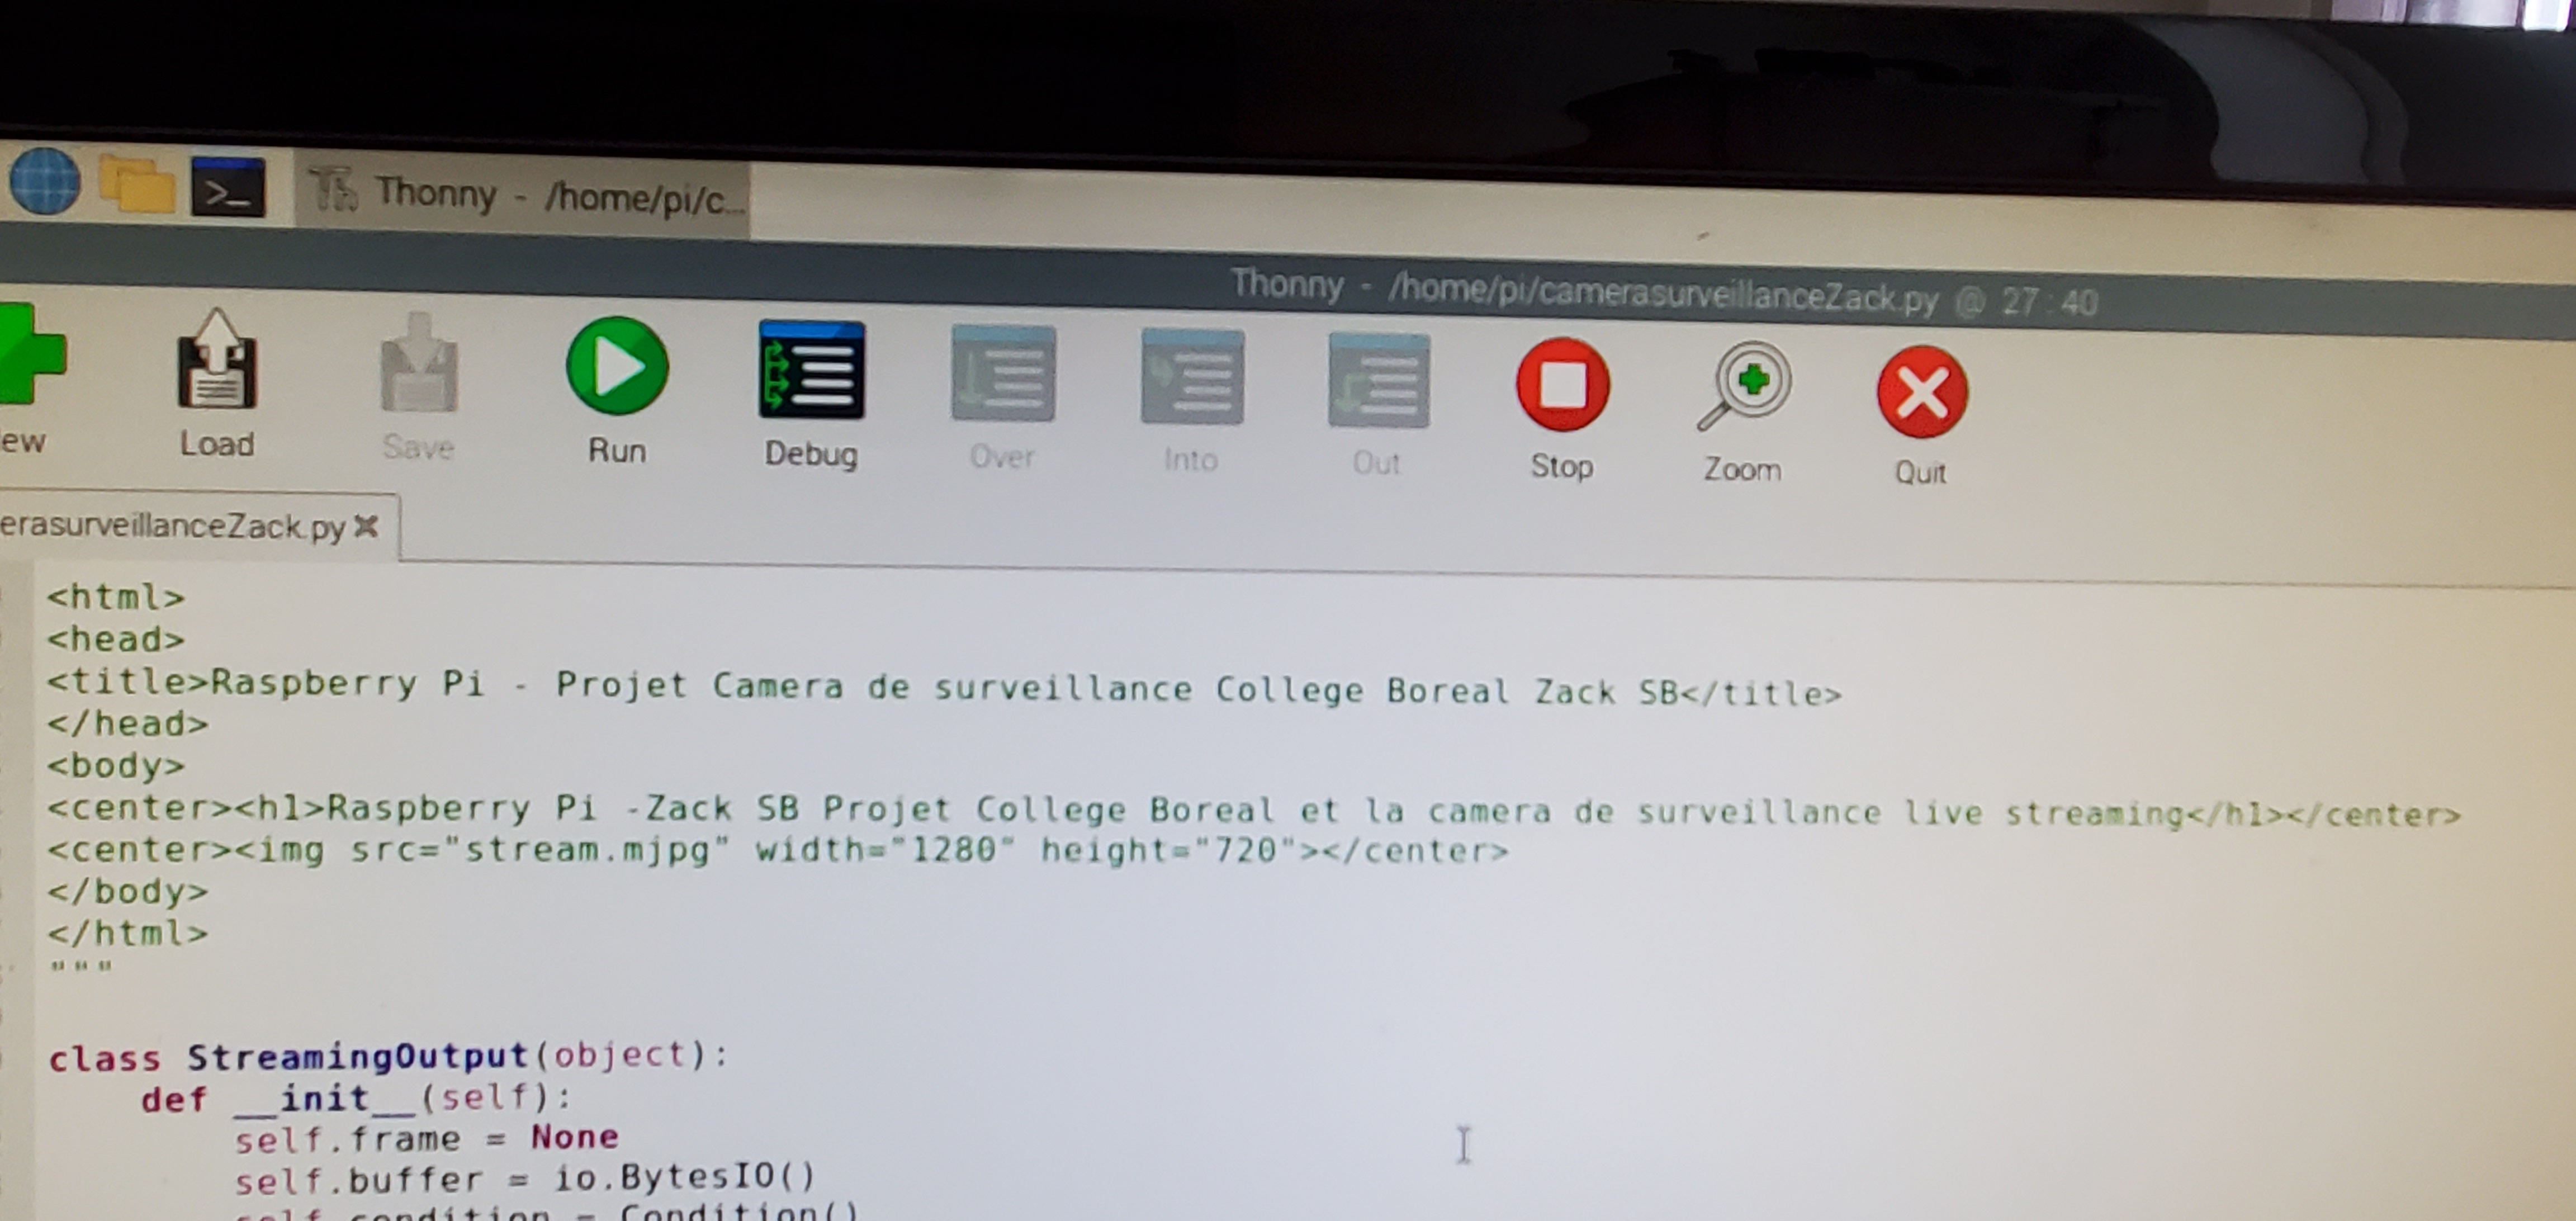 Thonny - /home/pi/c...
Thonny - /home/pi/camerasurveillanceZack.py @ 27 : 40
ew Load Save Run Debug Over Into Out Stop Zoom Quit
erasurveillanceZack.py ✖
<html>
<head>
<title>Raspberry Pi - Projet Camera de surveillance College Boreal Zack SB</title>
</head>
<body>
<center><h1>Raspberry Pi -Zack SB Projet College Boreal et la camera de surveillance live streaming</h1></center>
<center><img src="stream.mjpg" width="1280" height="720"></center>
</body>
</html>
"""
class StreamingOutput(object):
def __init__(self):
self.frame = None
self.buffer = io.BytesIO()
self.condition = Condition()